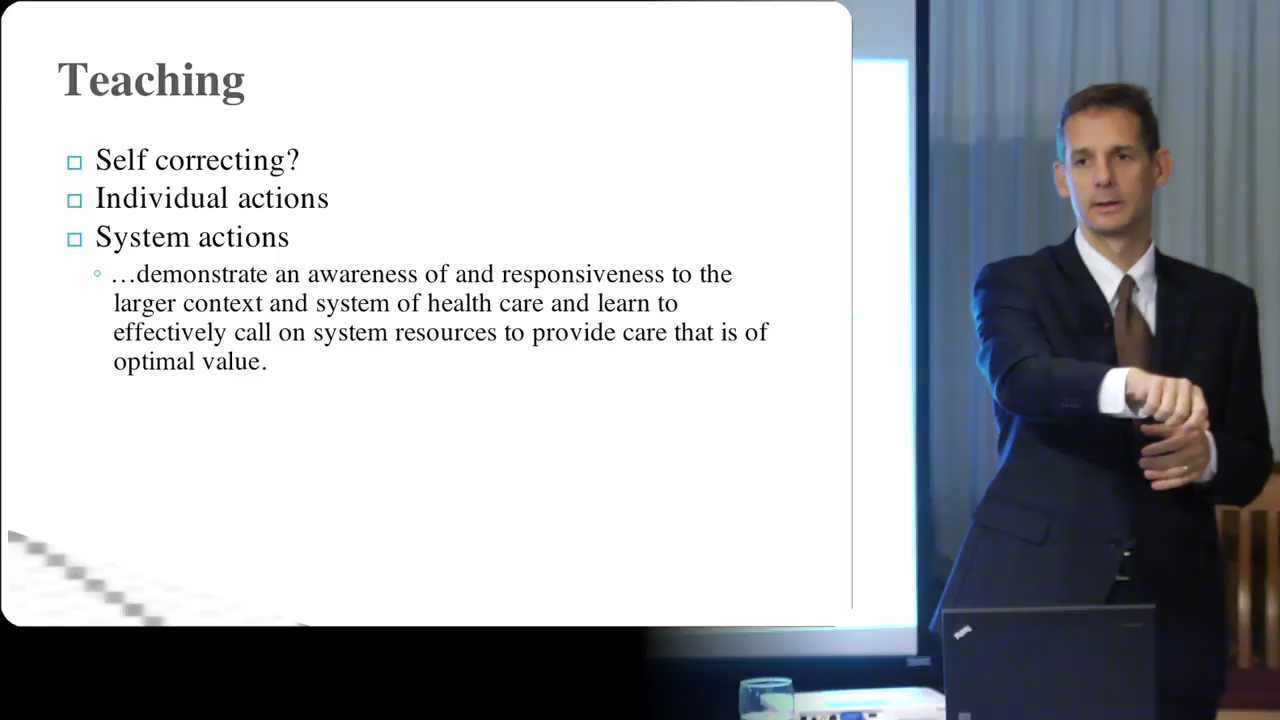 Teaching
Self correcting?
Individual actions
System actions
…demonstrate an awareness of and responsiveness to the
larger context and system of health care and learn to
effectively call on system resources to provide care that is of
optimal value.